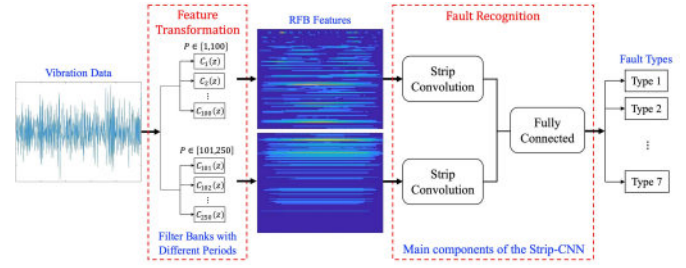 Feature
Transformation
RFB Features
Fault Recognition
P ∈ [1,100]
Vibration Data
C₁(z)
C₂(z)
⋮
C₁₀₀(z)
Strip
Convolution
Fault Types
Type 1
Type 2
⋮
Type 7
Fully
Connected
P ∈ [101,250]
C₁₀₁(z)
C₁₀₂(z)
⋮
C₂₅₀(z)
Strip
Convolution
Filter Banks with
Different Periods
Main components of the Strip-CNN